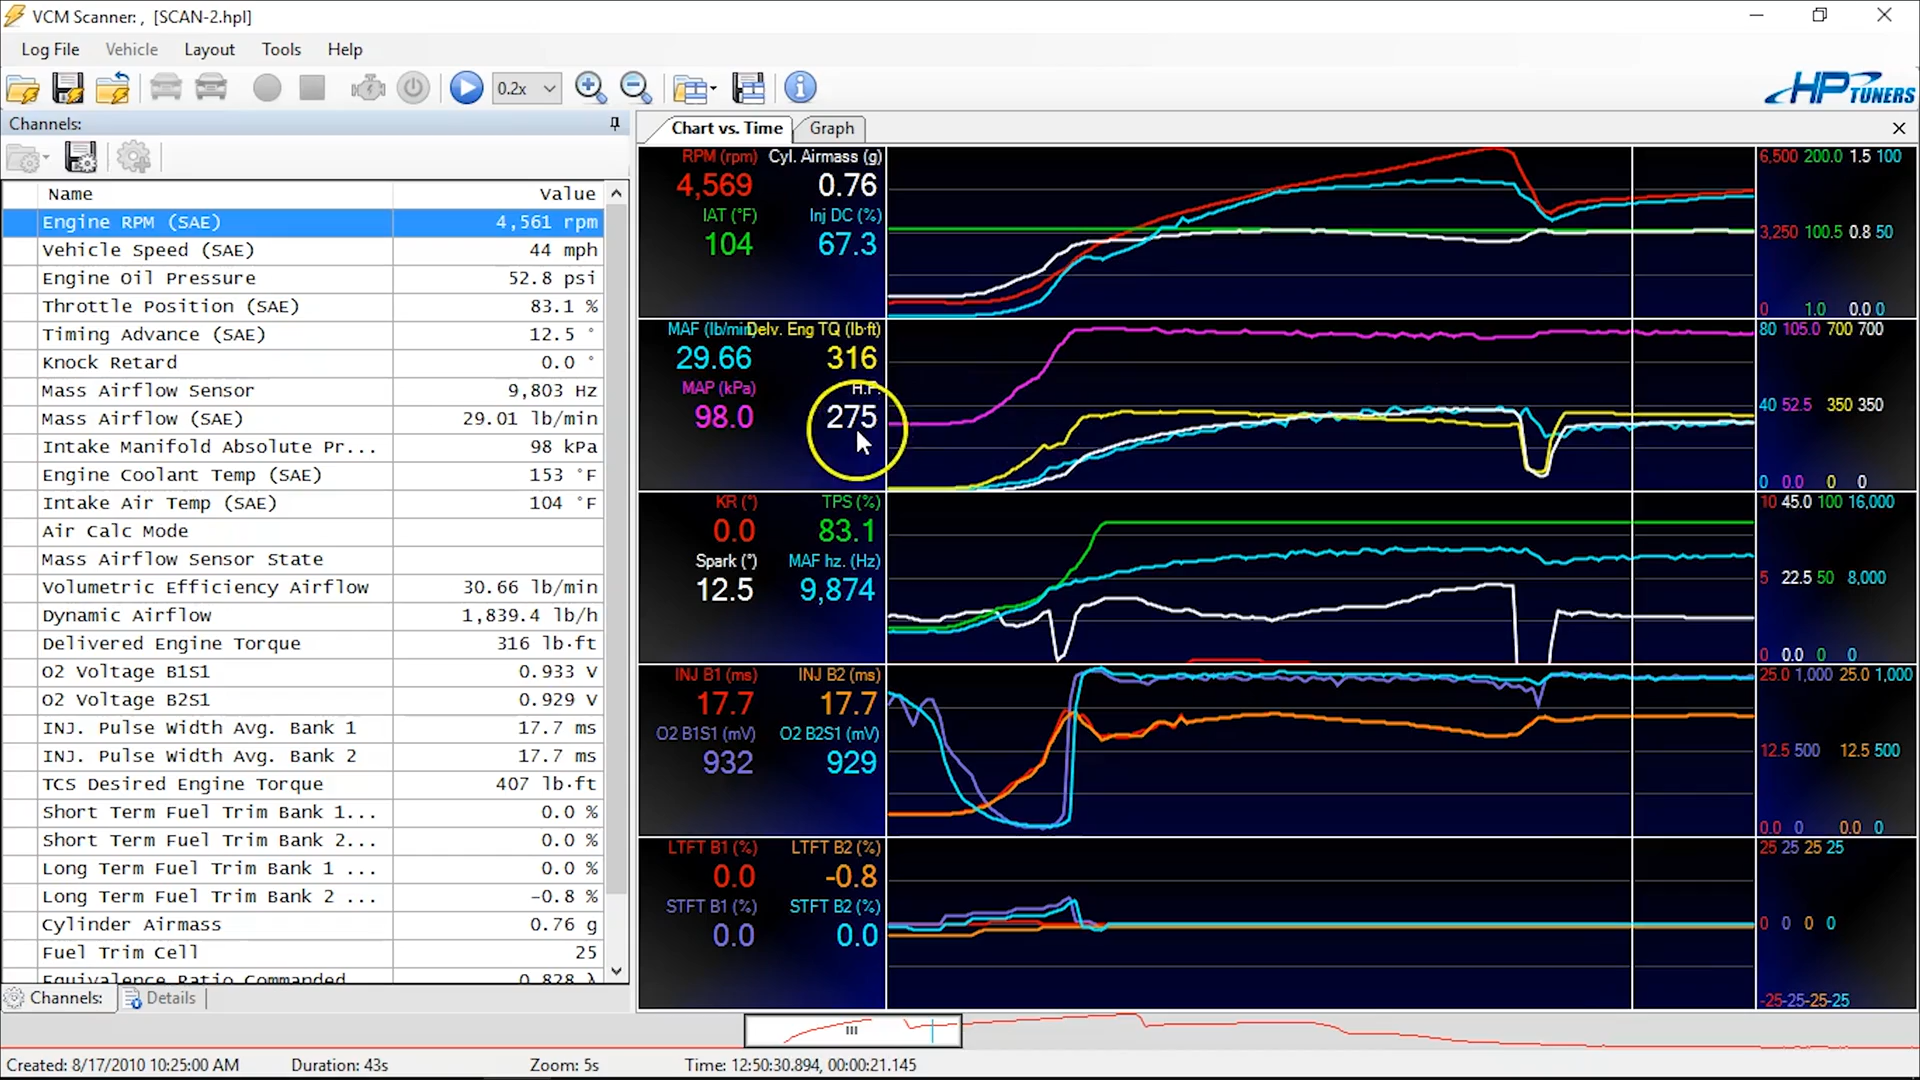 VCM Scanner: , [SCAN-2.hpl]
Log File Vehicle Layout Tools Help
0.2x
HP TUNERS
Channels:
Name Value
Engine RPM (SAE) 4,561 rpm
Vehicle Speed (SAE) 44 mph
Engine Oil Pressure 52.8 psi
Throttle Position (SAE) 83.1 %
Timing Advance (SAE) 12.5 °
Knock Retard 0.0 °
Mass Airflow Sensor 9,803 Hz
Mass Airflow (SAE) 29.01 lb/min
Intake Manifold Absolute Pr... 98 kPa
Engine Coolant Temp (SAE) 153 °F
Intake Air Temp (SAE) 104 °F
Air Calc Mode
Mass Airflow Sensor State
Volumetric Efficiency Airflow 30.66 lb/min
Dynamic Airflow 1,839.4 lb/h
Delivered Engine Torque 316 lb·ft
O2 Voltage B1S1 0.933 V
O2 Voltage B2S1 0.929 V
INJ. Pulse Width Avg. Bank 1 17.7 ms
INJ. Pulse Width Avg. Bank 2 17.7 ms
TCS Desired Engine Torque 407 lb·ft
Short Term Fuel Trim Bank 1... 0.0 %
Short Term Fuel Trim Bank 2... 0.0 %
Long Term Fuel Trim Bank 1 ... 0.0 %
Long Term Fuel Trim Bank 2 ... -0.8 %
Cylinder Airmass 0.76 g
Fuel Trim Cell 25
Equivalence Ratio Commanded 0.828 λ
Channels: Details
Chart vs. Time Graph
RPM (rpm) Cyl. Airmass (g)
4,569 0.76
IAT (°F) Inj DC (%)
104 67.3
6,500 200.0 1.5 100
3,250 100.5 0.8 50
0 1.0 0.0 0
MAF (lb/min) Delv. Eng TQ (lb·ft)
29.66 316
MAP (kPa) H.P.
98.0 275
80 105.0 700 700
40 52.5 350 350
0 0.0 0 0
KR (°) TPS (%)
0.0 83.1
Spark (°) MAF hz. (Hz)
12.5 9,874
10 45.0 100 16,000
5 22.5 50 8,000
0 0.0 0 0
INJ B1 (ms) INJ B2 (ms)
17.7 17.7
O2 B1S1 (mV) O2 B2S1 (mV)
932 929
25.0 1,000 25.0 1,000
12.5 500 12.5 500
0.0 0 0.0 0
LTFT B1 (%) LTFT B2 (%)
0.0 -0.8
STFT B1 (%) STFT B2 (%)
0.0 0.0
25 25 25 25
0 0 0 0
-25 -25 -25 -25
Created: 8/17/2010 10:25:00 AM Duration: 43s Zoom: 5s Time: 12:50:30.894, 00:00:21.145